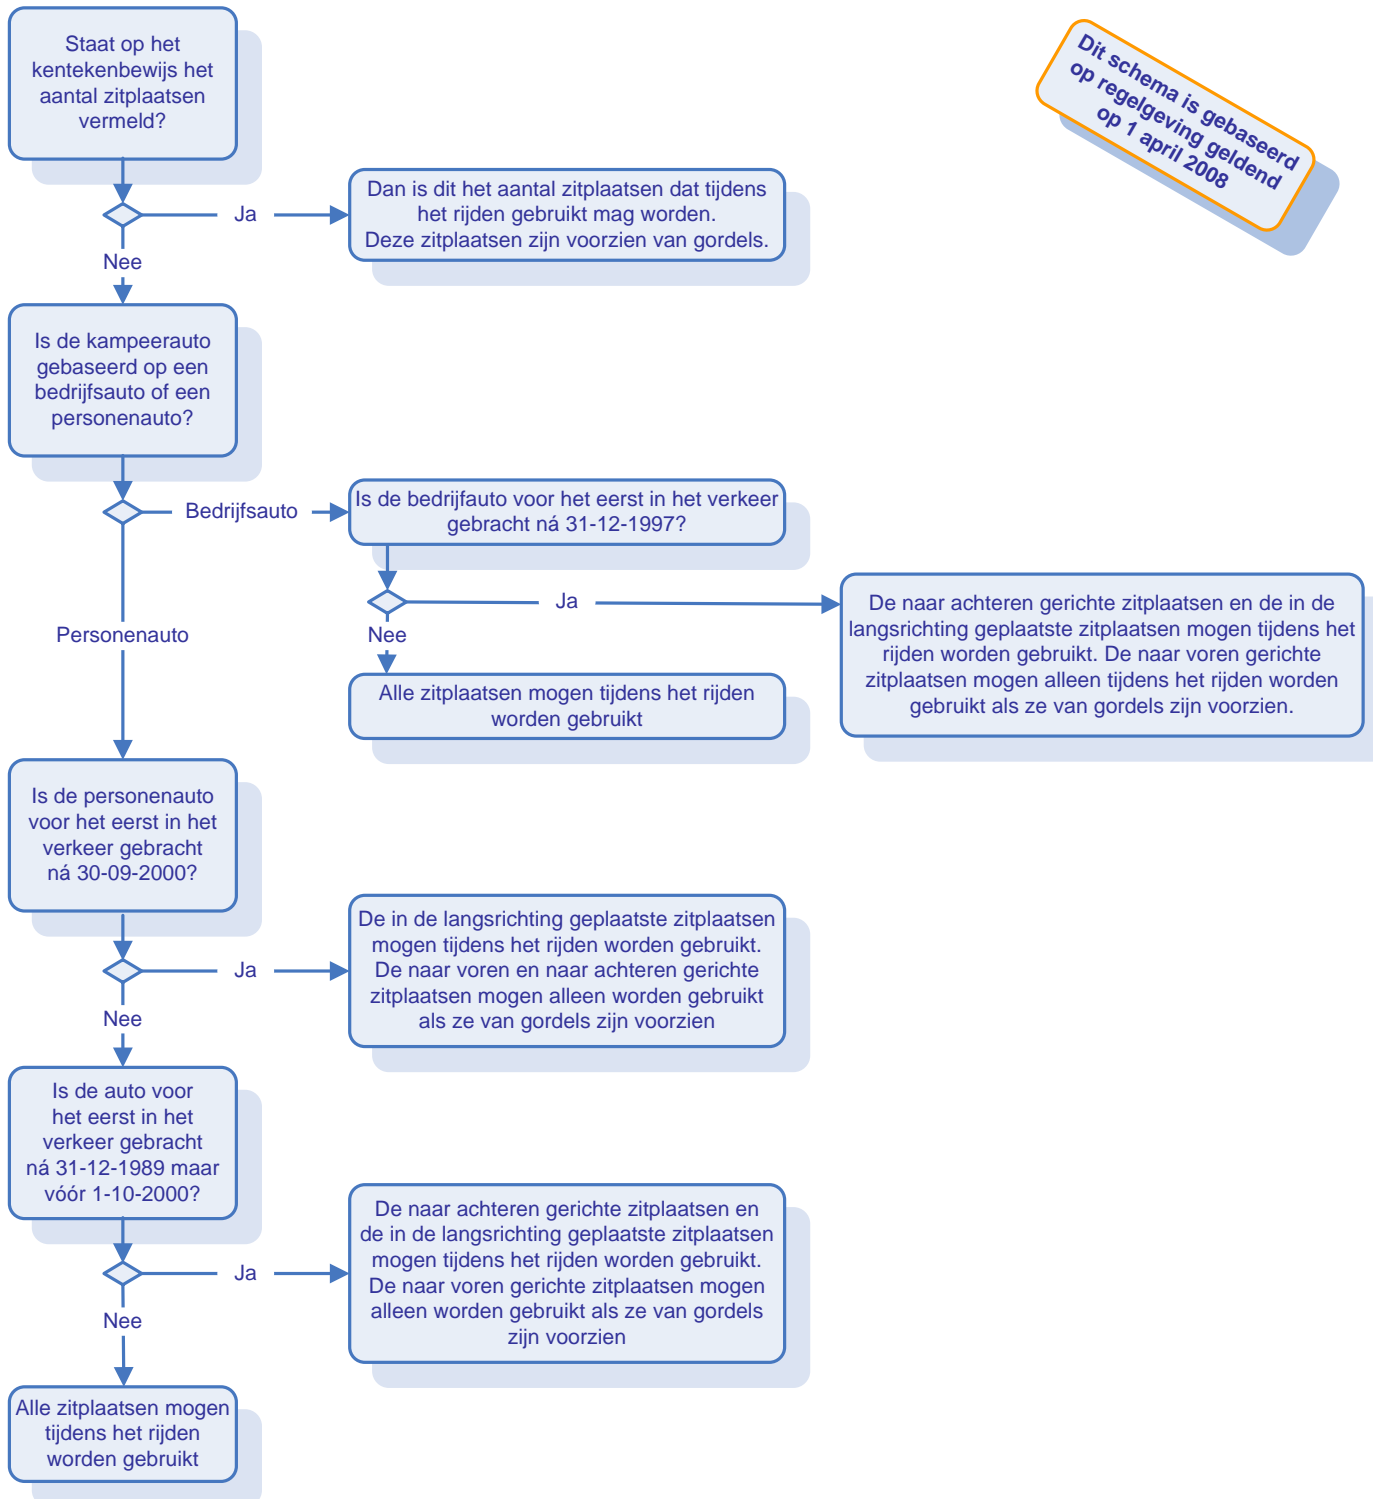 Staat op het
kentekenbewijs het
aantal zitplaatsen
vermeld?
Dit schema is gebaseerd
op regelgeving geldend
op 1 april 2008
Ja
Dan is dit het aantal zitplaatsen dat tijdens
het rijden gebruikt mag worden.
Deze zitplaatsen zijn voorzien van gordels.
Nee
Is de kampeerauto
gebaseerd op een
bedrijfsauto of een
personenauto?
Bedrijfsauto
Is de bedrijfauto voor het eerst in het verkeer
gebracht ná 31-12-1997?
Ja
De naar achteren gerichte zitplaatsen en de in de
langsrichting geplaatste zitplaatsen mogen tijdens het
rijden worden gebruikt. De naar voren gerichte
zitplaatsen mogen alleen tijdens het rijden worden
gebruikt als ze van gordels zijn voorzien.
Nee
Alle zitplaatsen mogen tijdens het rijden
worden gebruikt
Personenauto
Is de personenauto
voor het eerst in het
verkeer gebracht
ná 30-09-2000?
Ja
De in de langsrichting geplaatste zitplaatsen
mogen tijdens het rijden worden gebruikt.
De naar voren en naar achteren gerichte
zitplaatsen mogen alleen worden gebruikt
als ze van gordels zijn voorzien
Nee
Is de auto voor
het eerst in het
verkeer gebracht
ná 31-12-1989 maar
vóór 1-10-2000?
Ja
De naar achteren gerichte zitplaatsen en
de in de langsrichting geplaatste zitplaatsen
mogen tijdens het rijden worden gebruikt.
De naar voren gerichte zitplaatsen mogen
alleen worden gebruikt als ze van gordels
zijn voorzien
Nee
Alle zitplaatsen mogen
tijdens het rijden
worden gebruikt